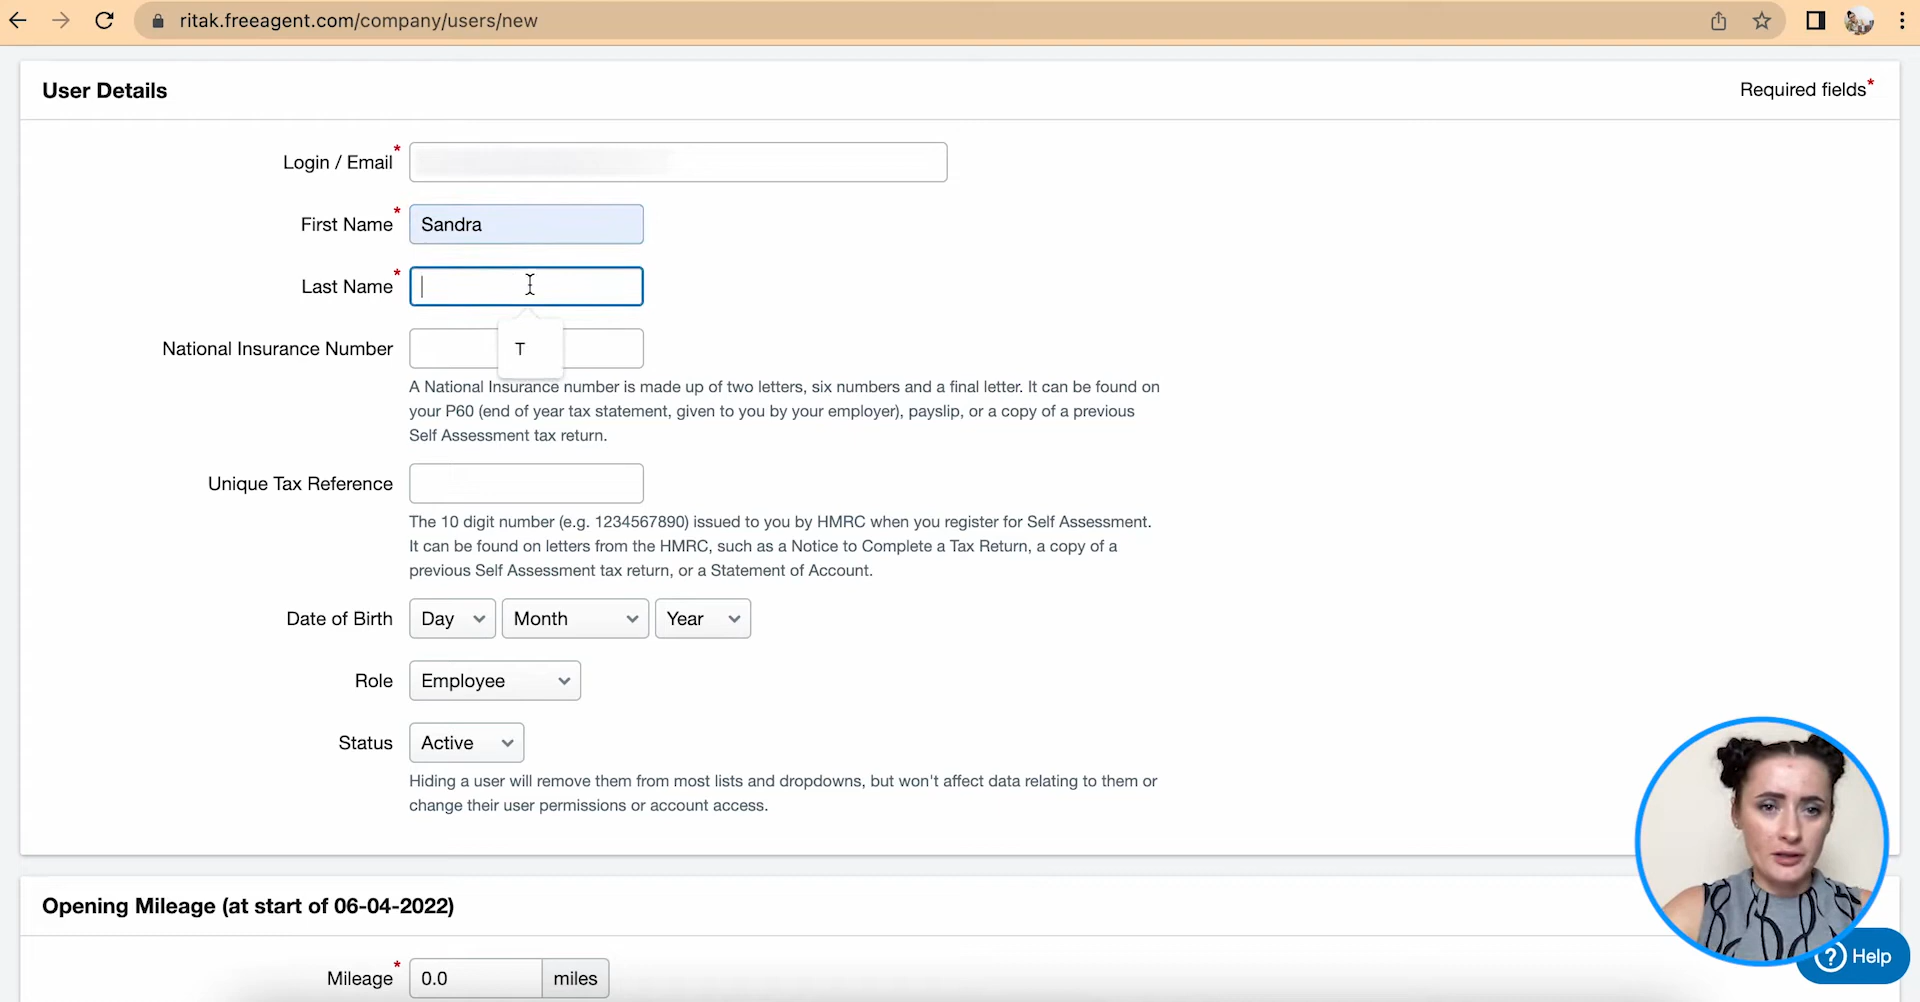 ritak.freeagent.com/company/users/new
User Details
Required fields*
Login / Email*
First Name* Sandra
Last Name*
National Insurance Number
T
A National Insurance number is made up of two letters, six numbers and a final letter. It can be found on
your P60 (end of year tax statement, given to you by your employer), payslip, or a copy of a previous
Self Assessment tax return.
Unique Tax Reference
The 10 digit number (e.g. 1234567890) issued to you by HMRC when you register for Self Assessment.
It can be found on letters from the HMRC, such as a Notice to Complete a Tax Return, a copy of a
previous Self Assessment tax return, or a Statement of Account.
Date of Birth Day Month Year
Role Employee
Status Active
Hiding a user will remove them from most lists and dropdowns, but won't affect data relating to them or
change their user permissions or account access.
Opening Mileage (at start of 06-04-2022)
Mileage* 0.0 miles
? Help